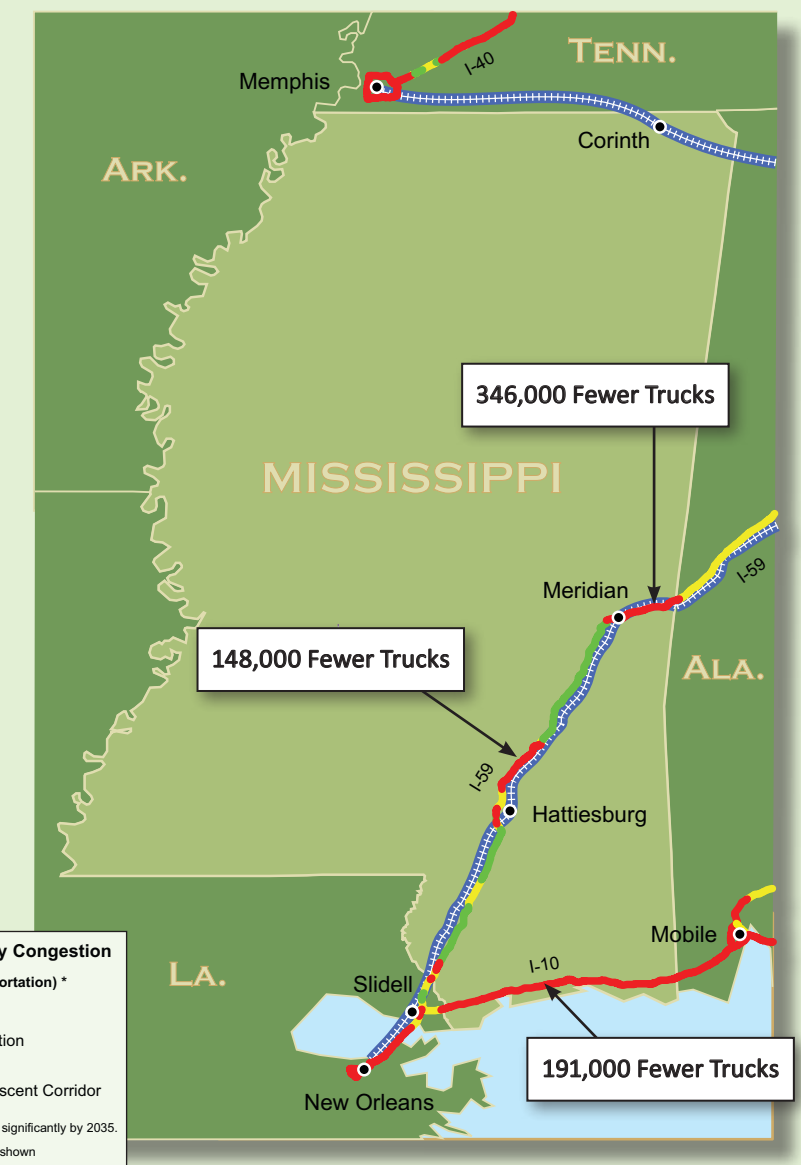 TENN.
I-40
Memphis
Corinth
ARK.
346,000 Fewer Trucks
MISSISSIPPI
I-59
Meridian
148,000 Fewer Trucks
ALA.
I-59
Hattiesburg
Mobile
y Congestion
I-10
LA.
ortation) *
Slidell
tion
191,000 Fewer Trucks
scent Corridor
New Orleans
significantly by 2035.
shown